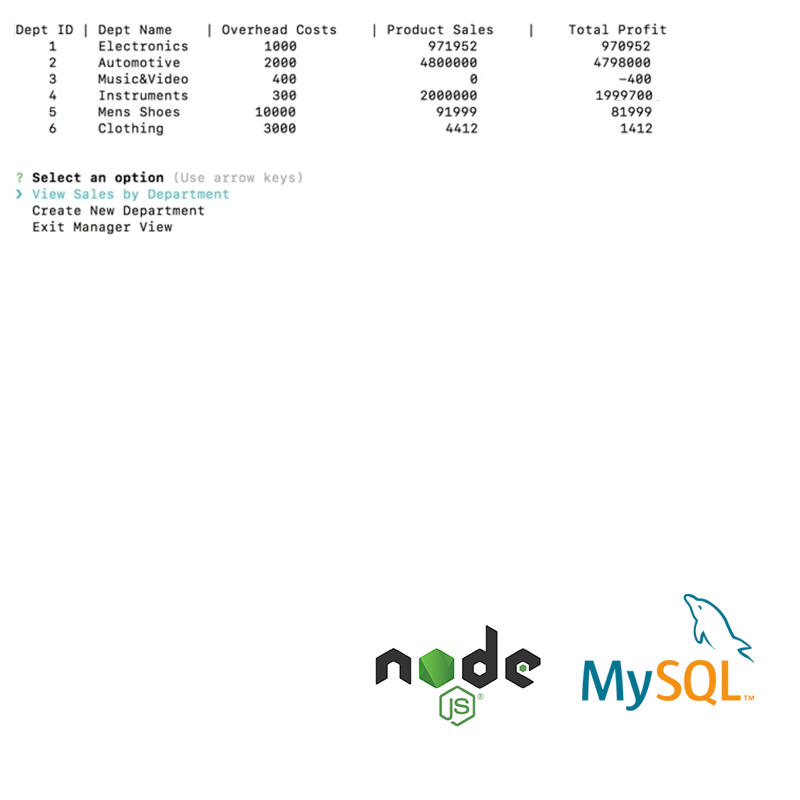 Dept ID | Dept Name | Overhead Costs | Product Sales | Total Profit
1 Electronics 1000 971952 970952
2 Automotive 2000 4800000 4798000
3 Music&Video 400 0 -400
4 Instruments 300 2000000 1999700
5 Mens Shoes 10000 91999 81999
6 Clothing 3000 4412 1412
? Select an option (Use arrow keys)
❯ View Sales by Department
Create New Department
Exit Manager View
node
JS®
MySQL™